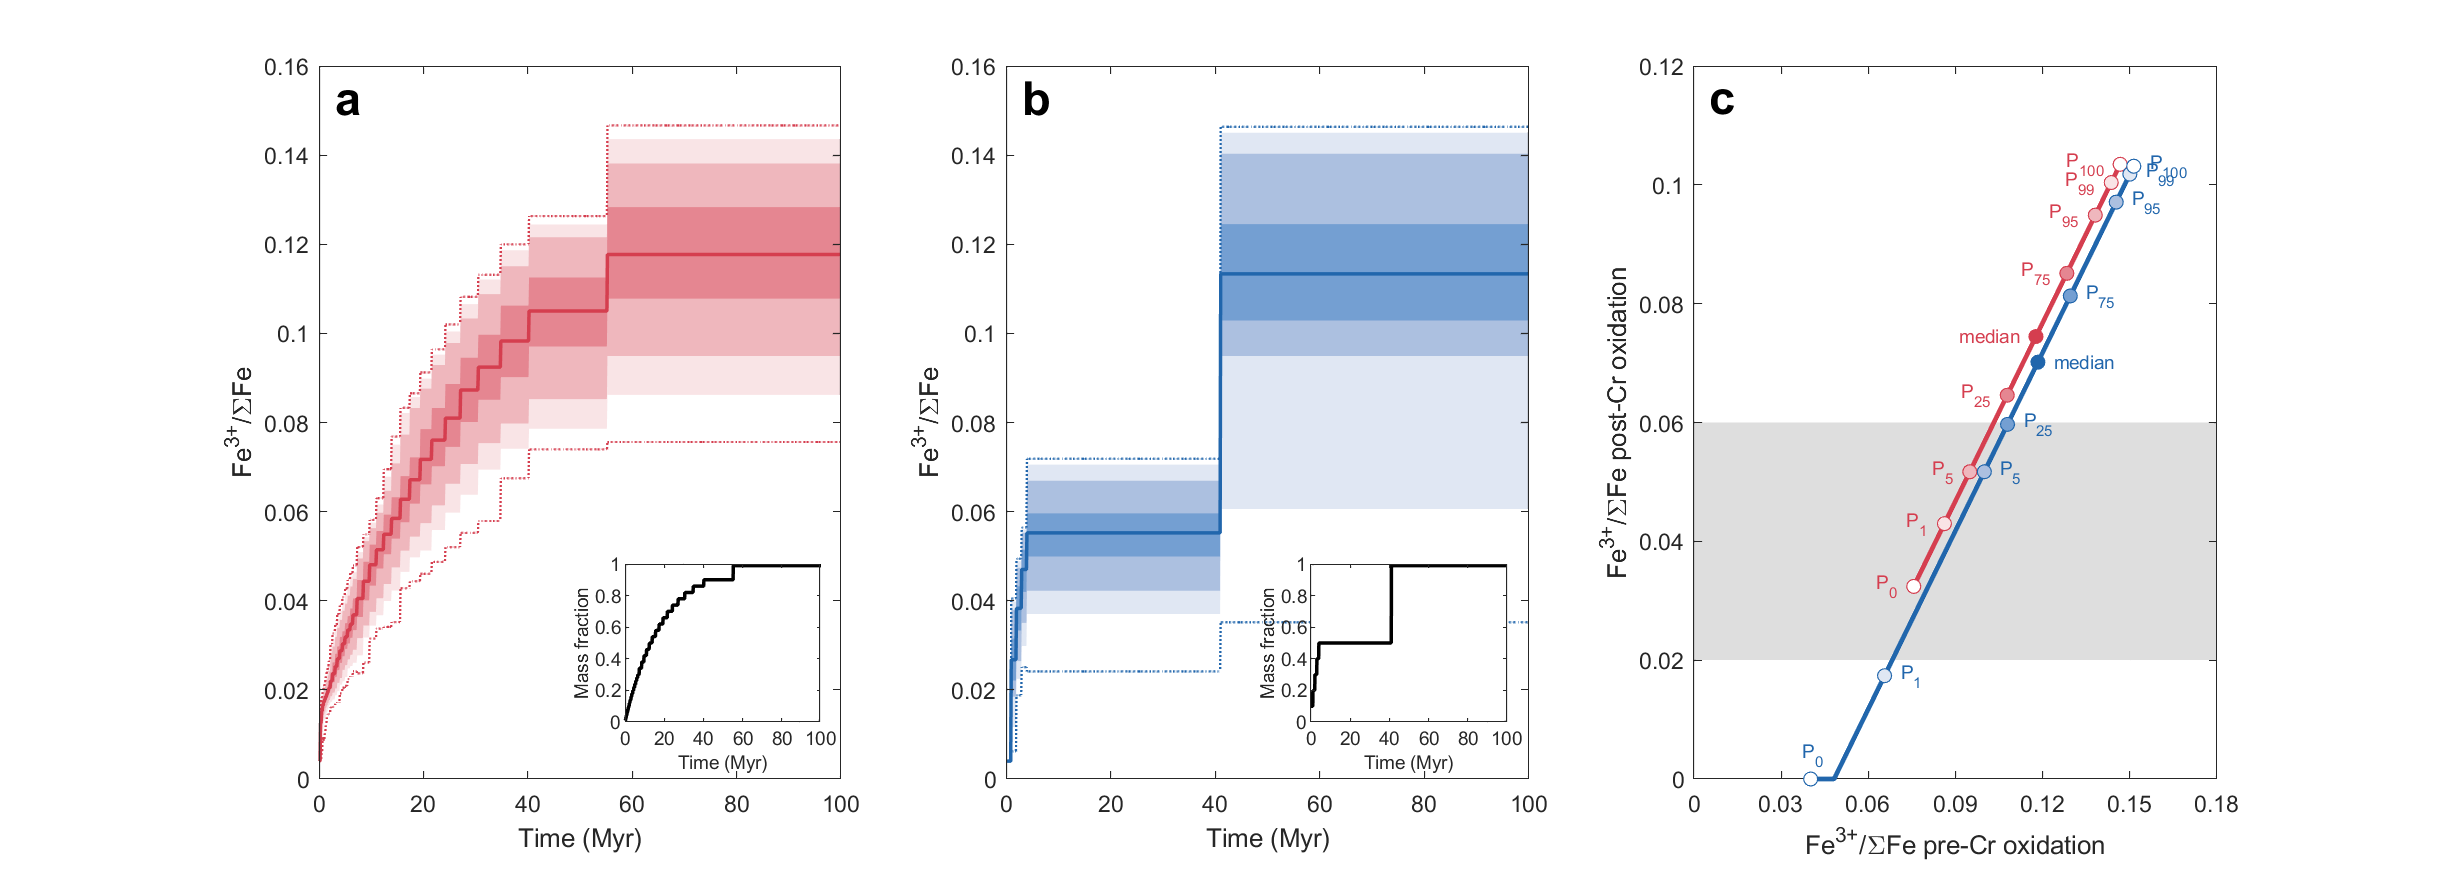 a
0.16
0.14
0.12
0.1
0.08
0.06
0.04
0.02
0
0 20 40 60 80 100
Time (Myr)
Fe3+/ΣFe
1
0.8
0.6
0.4
0.2
0
0 20 40 60 80 100
Time (Myr)
Mass fraction
b
0.16
0.14
0.12
0.1
0.08
0.06
0.04
0.02
0
0 20 40 60 80 100
Time (Myr)
Fe3+/ΣFe
1
0.8
0.6
0.4
0.2
0
0 20 40 60 80 100
Time (Myr)
Mass fraction
c
0.12
0.1
0.08
0.06
0.04
0.02
0
0 0.03 0.06 0.09 0.12 0.15 0.18
Fe3+/ΣFe pre-Cr oxidation
Fe3+/ΣFe post-Cr oxidation
P100
P99
P95
P75
median
P25
P5
P1
P0
P100
P99
P95
P75
median
P25
P5
P1
P0